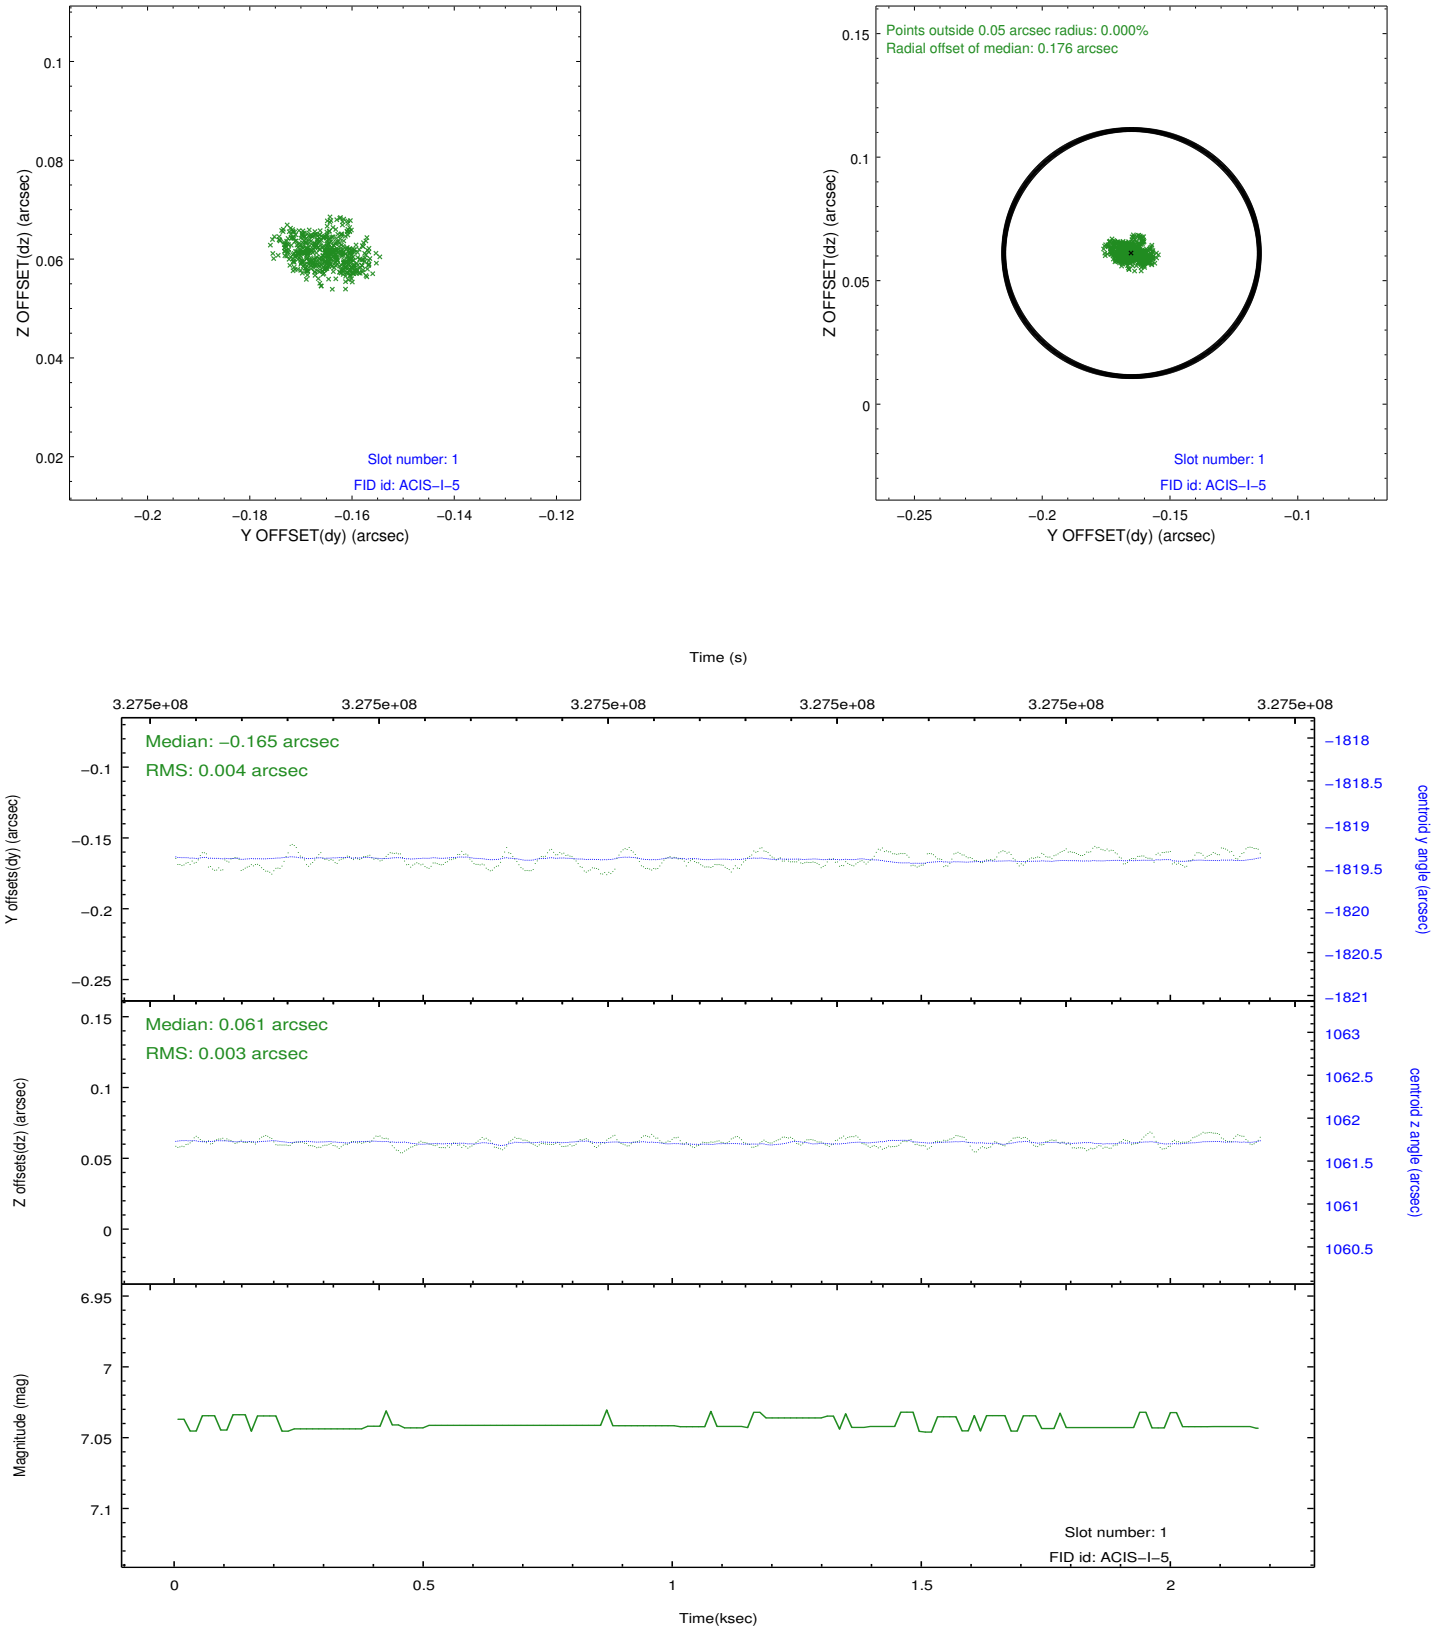 0.1
0.08
0.06
0.04
0.02
Z OFFSET(dz) (arcsec)
Slot number: 1
FID id: ACIS−I−5
−0.2 −0.18 −0.16 −0.14 −0.12
Y OFFSET(dy) (arcsec)
Points outside 0.05 arcsec radius: 0.000%
Radial offset of median: 0.176 arcsec
0.15
0.1
0.05
0
Z OFFSET(dz) (arcsec)
Slot number: 1
FID id: ACIS−I−5
−0.25 −0.2 −0.15 −0.1
Y OFFSET(dy) (arcsec)
Time (s)
3.275e+08 3.275e+08 3.275e+08 3.275e+08 3.275e+08 3.275e+08
Median: −0.165 arcsec
RMS: 0.004 arcsec
−0.1
−0.15
−0.2
−0.25
Y offsets(dy) (arcsec)
−1818
−1818.5
−1819
−1819.5
−1820
−1820.5
−1821
centroid y angle (arcsec)
Median: 0.061 arcsec
RMS: 0.003 arcsec
0.15
0.1
0.05
0
Z offsets(dz) (arcsec)
1063
1062.5
1062
1061.5
1061
1060.5
centroid z angle (arcsec)
6.95
7
7.05
7.1
Magnitude (mag)
Slot number: 1
FID id: ACIS−I−5
0 0.5 1 1.5 2
Time(ksec)